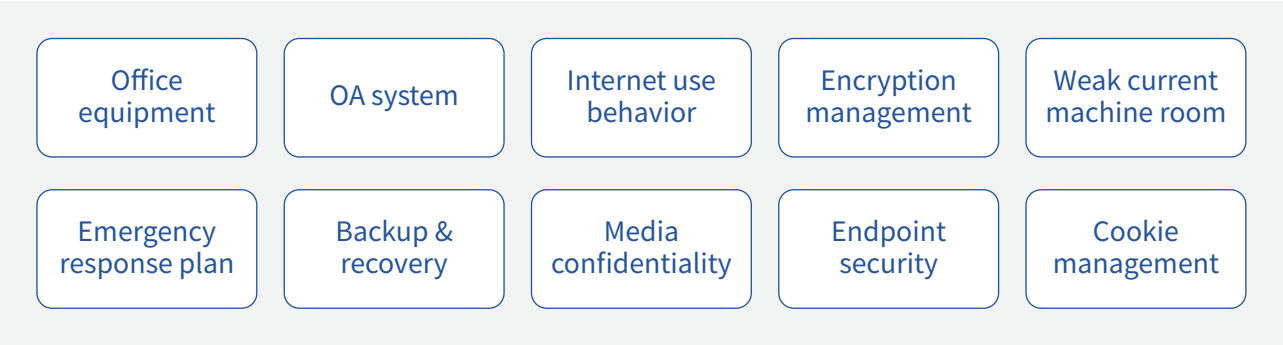 Office
equipment
OA system
Internet use
behavior
Encryption
management
Weak current
machine room
Emergency
response plan
Backup &
recovery
Media
confidentiality
Endpoint
security
Cookie
management